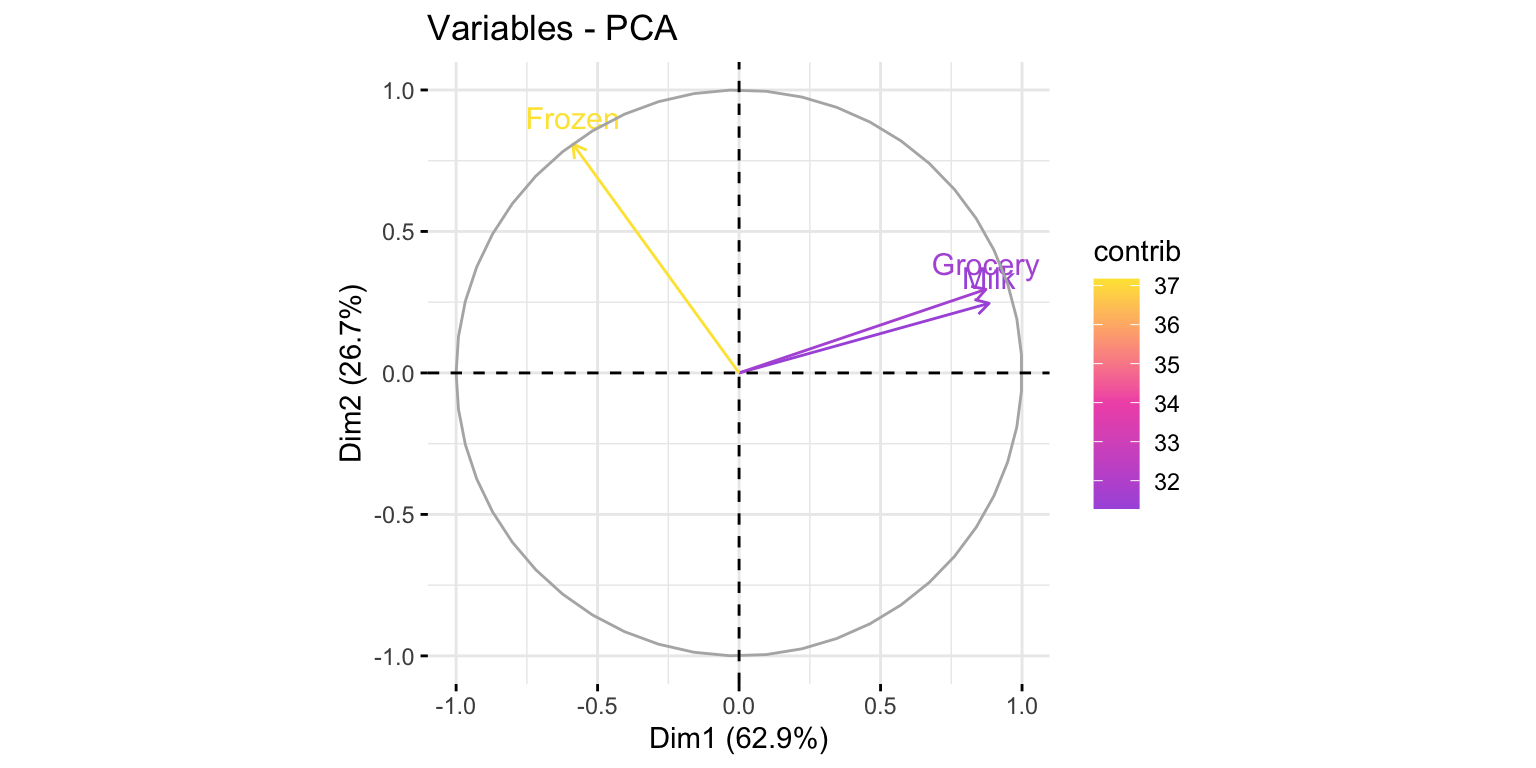 Variables - PCA
1.0
0.5
0.0
-0.5
-1.0
Dim2 (26.7%)
Frozen
Grocery
Milk
-1.0
-0.5
0.0
0.5
1.0
Dim1 (62.9%)
contrib
37
36
35
34
33
32